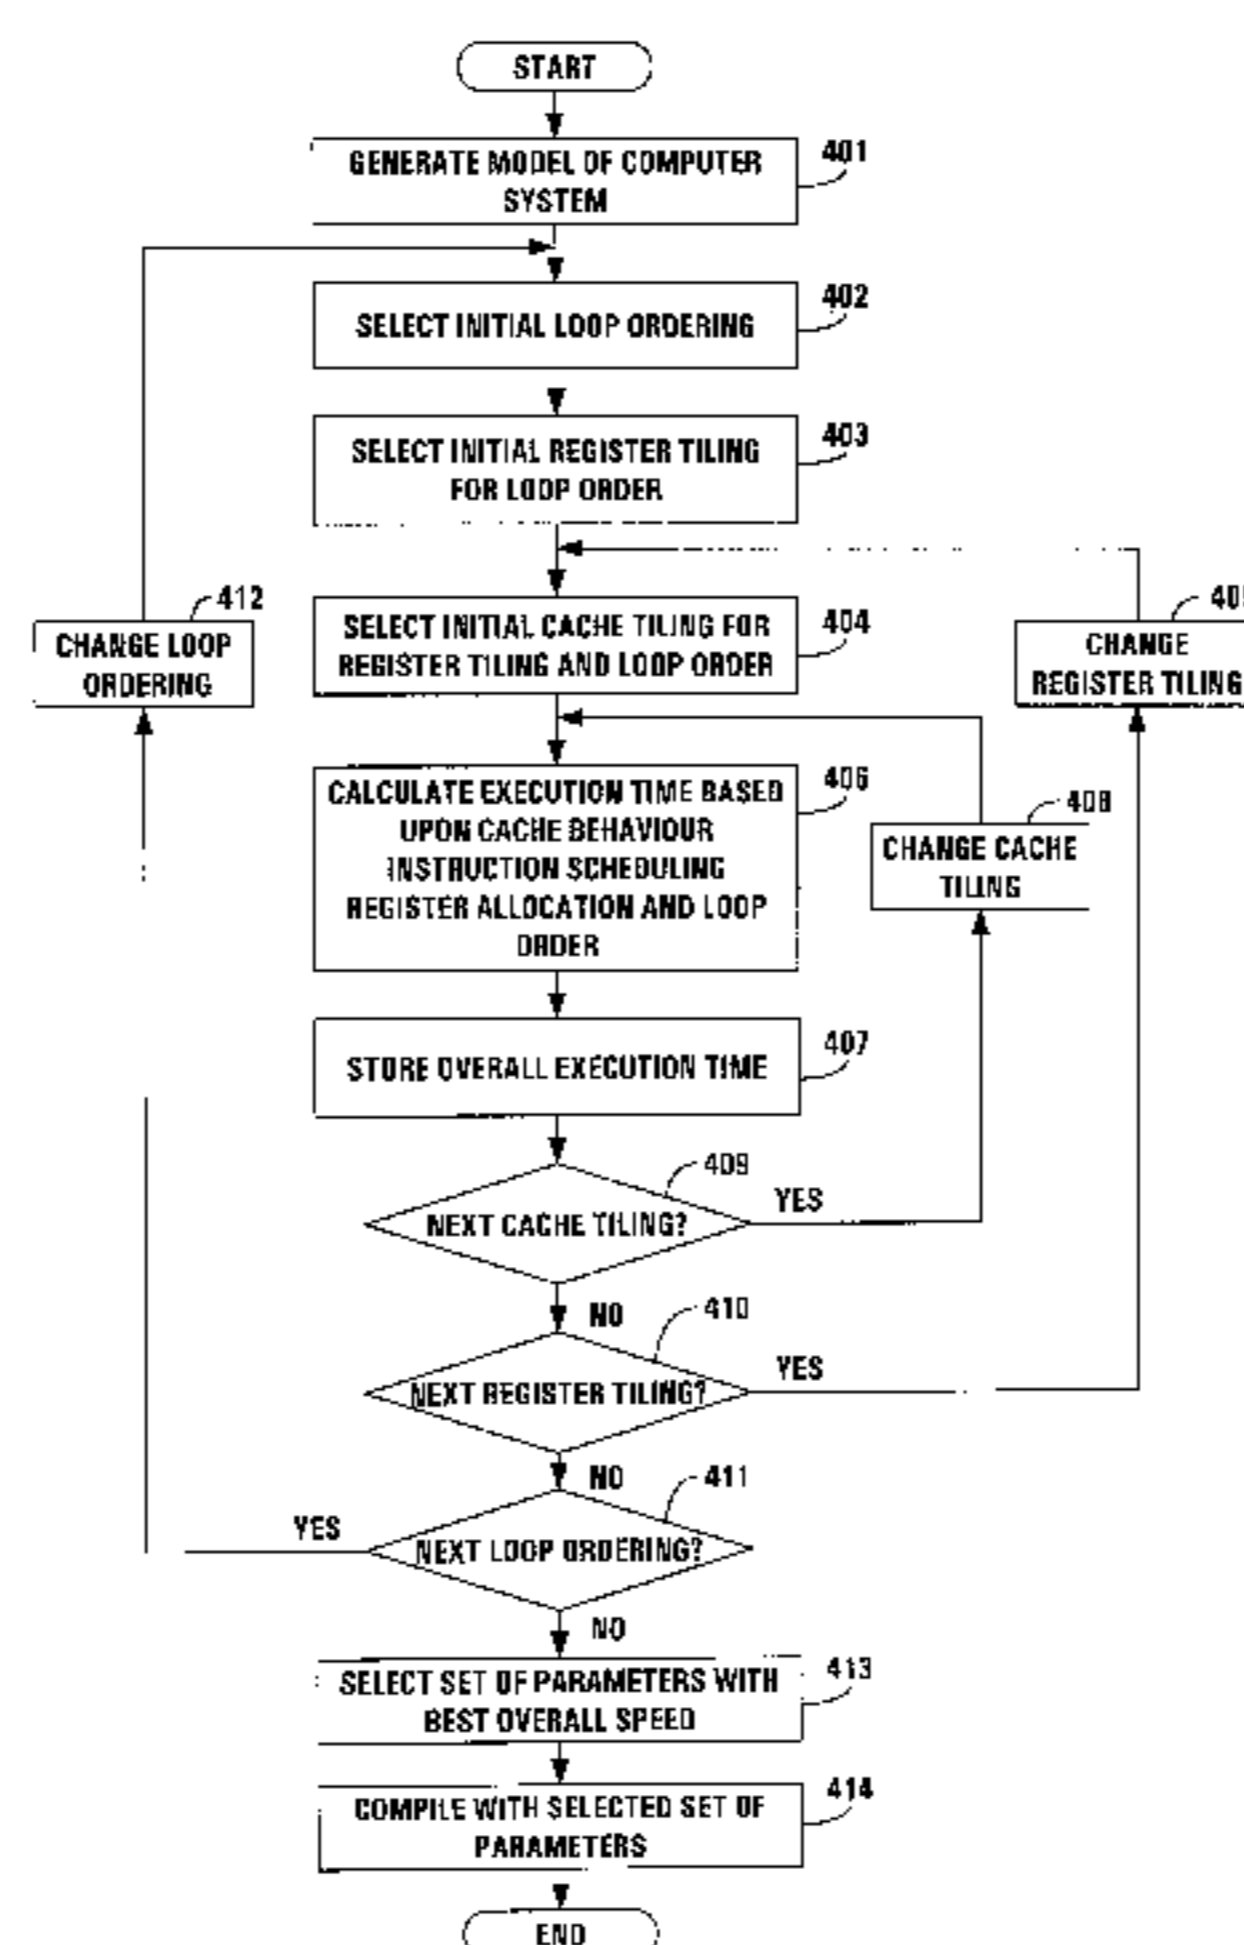 START
GENERATE MODEL OF COMPUTER
SYSTEM
401
SELECT INITIAL LOOP ORDERING
402
SELECT INITIAL REGISTER TILING
FOR LOOP ORDER
403
412
CHANGE LOOP
ORDERING
SELECT INITIAL CACHE TILING FOR
REGISTER TILING AND LOOP ORDER
404
CHANGE
REGISTER TILING
CALCULATE EXECUTION TIME BASED
UPON CACHE BEHAVIOUR
INSTRUCTION SCHEDULING
REGISTER ALLOCATION AND LOOP
ORDER
406
408
CHANGE CACHE
TILING
STORE OVERALL EXECUTION TIME
407
NEXT CACHE TILING?
409
YES
NO
NEXT REGISTER TILING?
410
YES
NO
NEXT LOOP ORDERING?
411
YES
NO
SELECT SET OF PARAMETERS WITH
BEST OVERALL SPEED
413
COMPILE WITH SELECTED SET OF
PARAMETERS
414
END